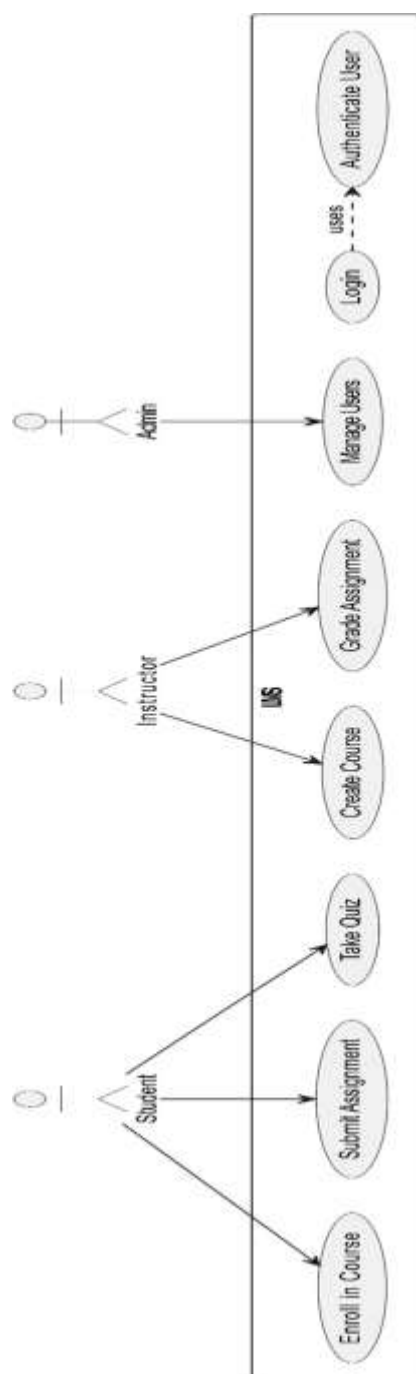 Student
Instructor
Admin
LMS
Enroll in Course
Submit Assignment
Take Quiz
Create Course
Grade Assignment
Manage Users
Login
uses
Authenticate User